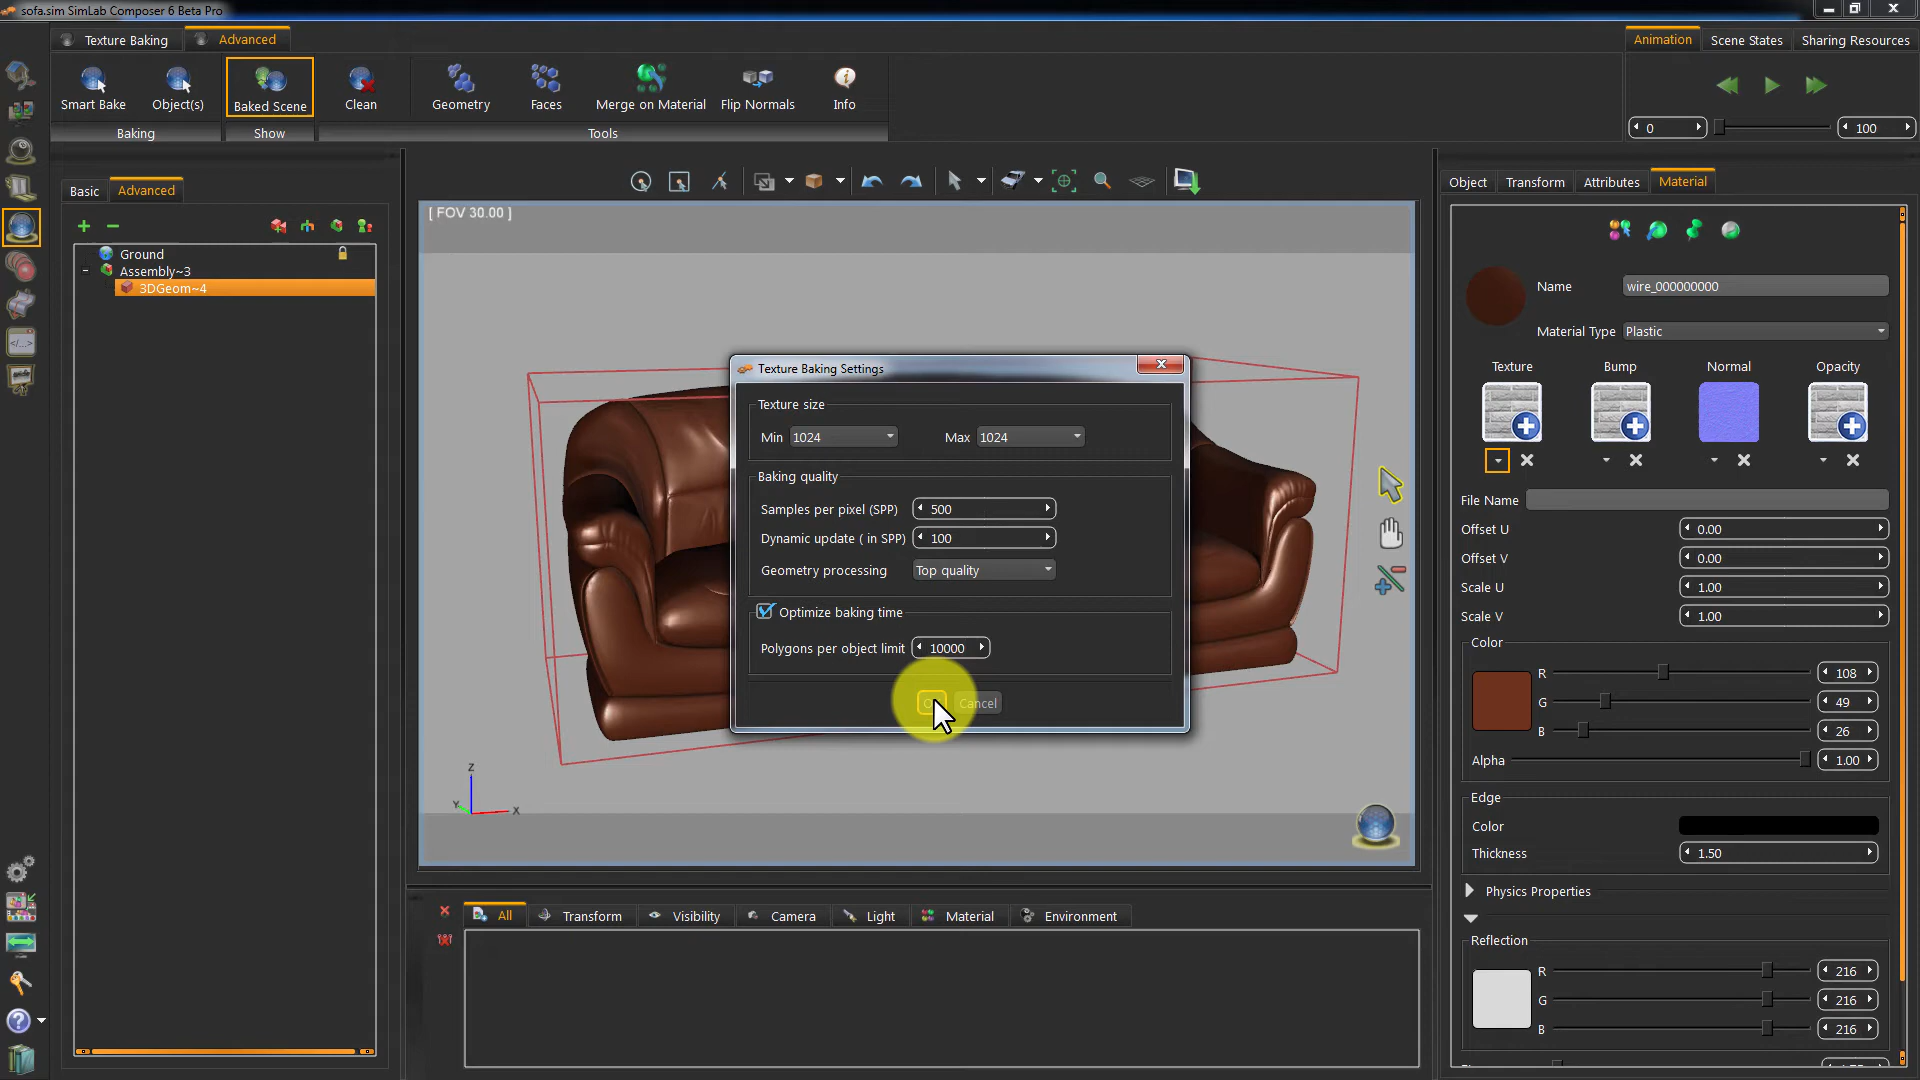 sofa.sim SimLab Composer 6 Beta Pro
Texture Baking
Advanced
Animation
Scene States
Sharing Resources
Smart Bake
Object(s)
Baked Scene
Clean
Geometry
Faces
Merge on Material
Flip Normals
Info
Baking
Show
Tools
0
100
Basic
Advanced
Ground
Assembly~3
3DGeom~4
[ FOV 30.00 ]
Z
Y
X
Texture Baking Settings
Texture size
Min 1024
Max 1024
Baking quality
Samples per pixel (SPP) 500
Dynamic update ( in SPP) 100
Geometry processing Top quality
Optimize baking time
Polygons per object limit 10000
Cancel
All
Transform
Visibility
Camera
Light
Material
Environment
Object
Transform
Attributes
Material
Name wire_000000000
Material Type Plastic
Texture
Bump
Normal
Opacity
File Name
Offset U 0.00
Offset V 0.00
Scale U 1.00
Scale V 1.00
Color
R 108
G 49
B 26
Alpha 1.00
Edge
Color
Thickness 1.50
Physics Properties
Reflection
R 216
G 216
B 216